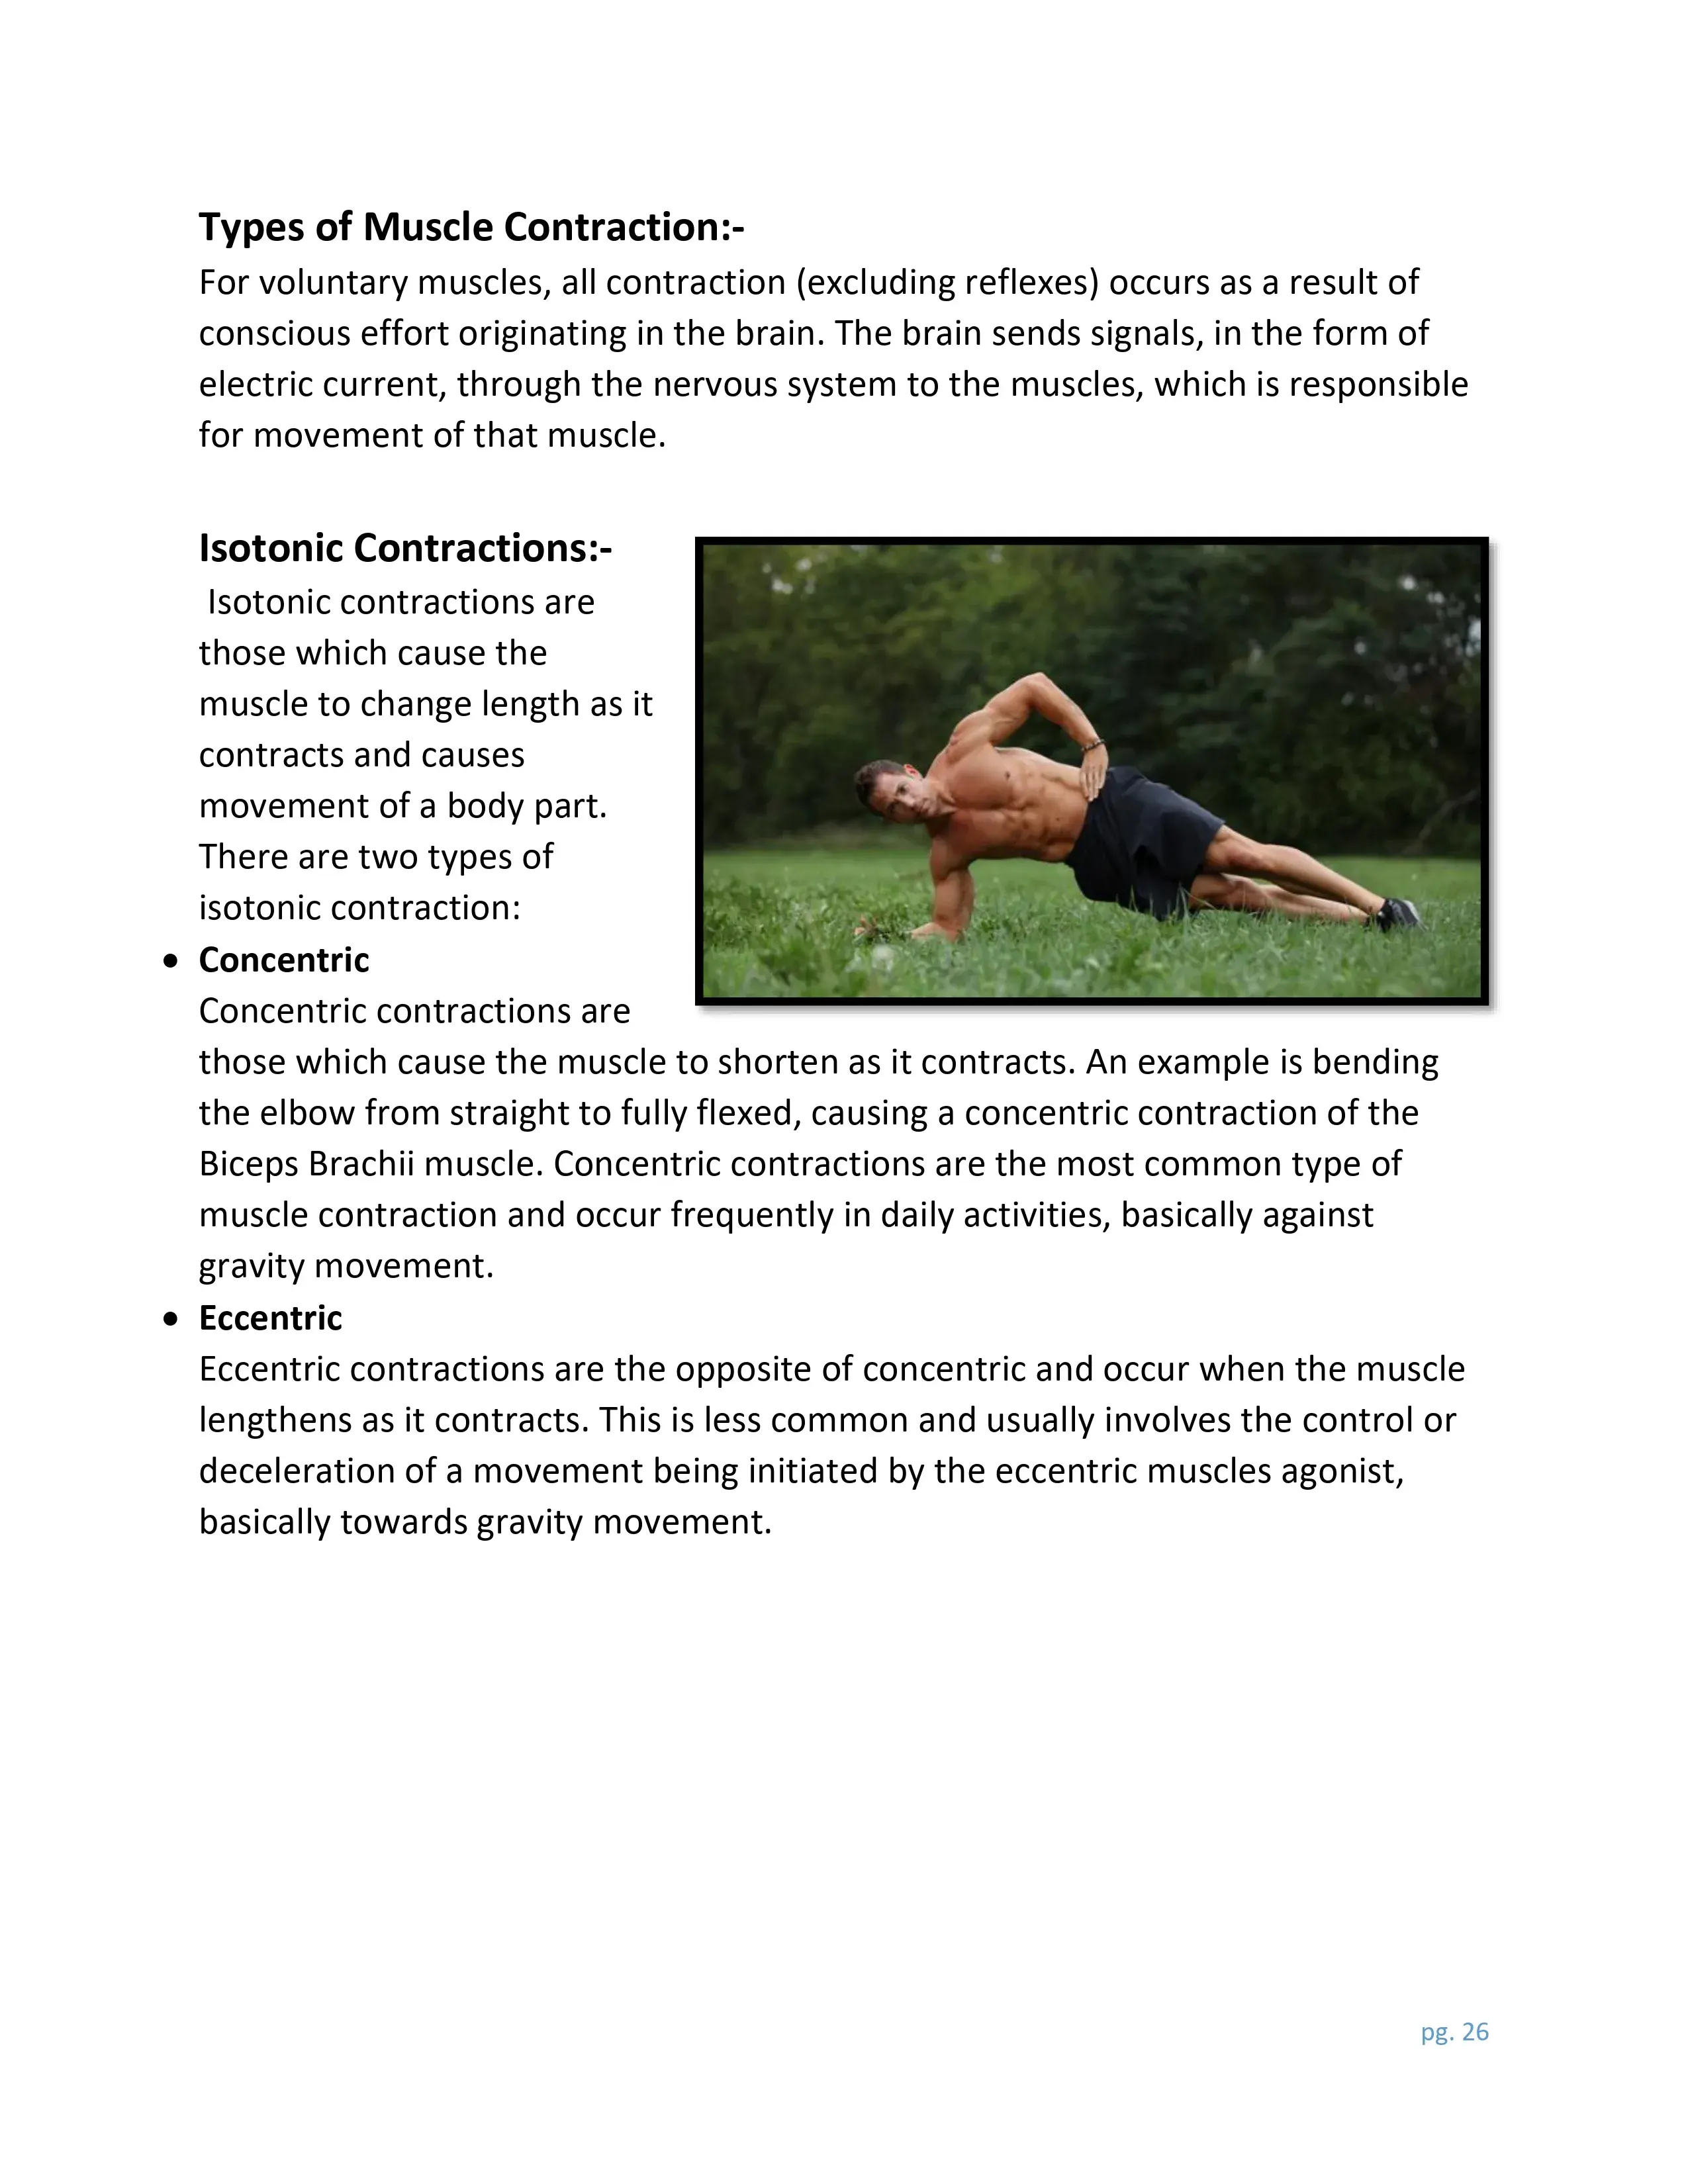 Types of Muscle Contraction:-
For voluntary muscles, all contraction (excluding reflexes) occurs as a result of
conscious effort originating in the brain. The brain sends signals, in the form of
electric current, through the nervous system to the muscles, which is responsible
for movement of that muscle.
Isotonic Contractions:-
Isotonic contractions are
those which cause the
muscle to change length as it
contracts and causes
movement of a body part.
There are two types of
isotonic contraction:
• Concentric
Concentric contractions are
those which cause the muscle to shorten as it contracts. An example is bending
the elbow from straight to fully flexed, causing a concentric contraction of the
Biceps Brachii muscle. Concentric contractions are the most common type of
muscle contraction and occur frequently in daily activities, basically against
gravity movement.
• Eccentric
Eccentric contractions are the opposite of concentric and occur when the muscle
lengthens as it contracts. This is less common and usually involves the control or
deceleration of a movement being initiated by the eccentric muscles agonist,
basically towards gravity movement.
pg. 26